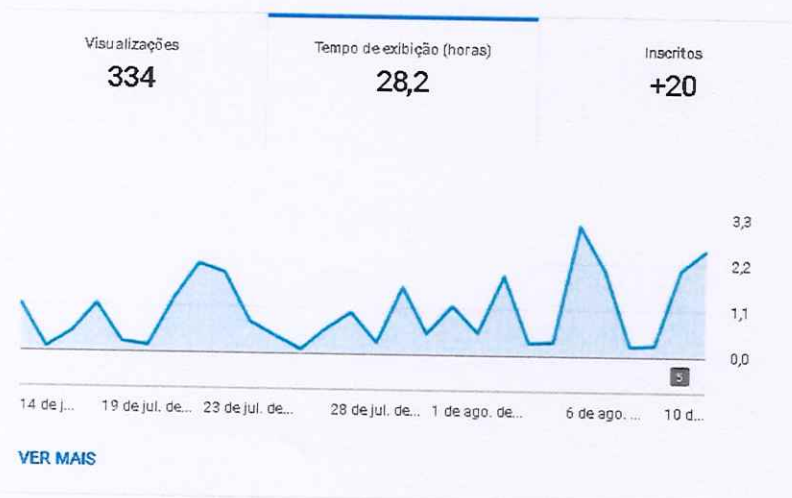 Visualizações
334
Tempo de exibição (horas)
28,2
Inscritos
+20
3,3
2,2
1,1
0,0
5
14 de j...
19 de jul. de...
23 de jul. de...
28 de jul. de...
1 de ago. de...
6 de ago. ...
10 d...
VER MAIS